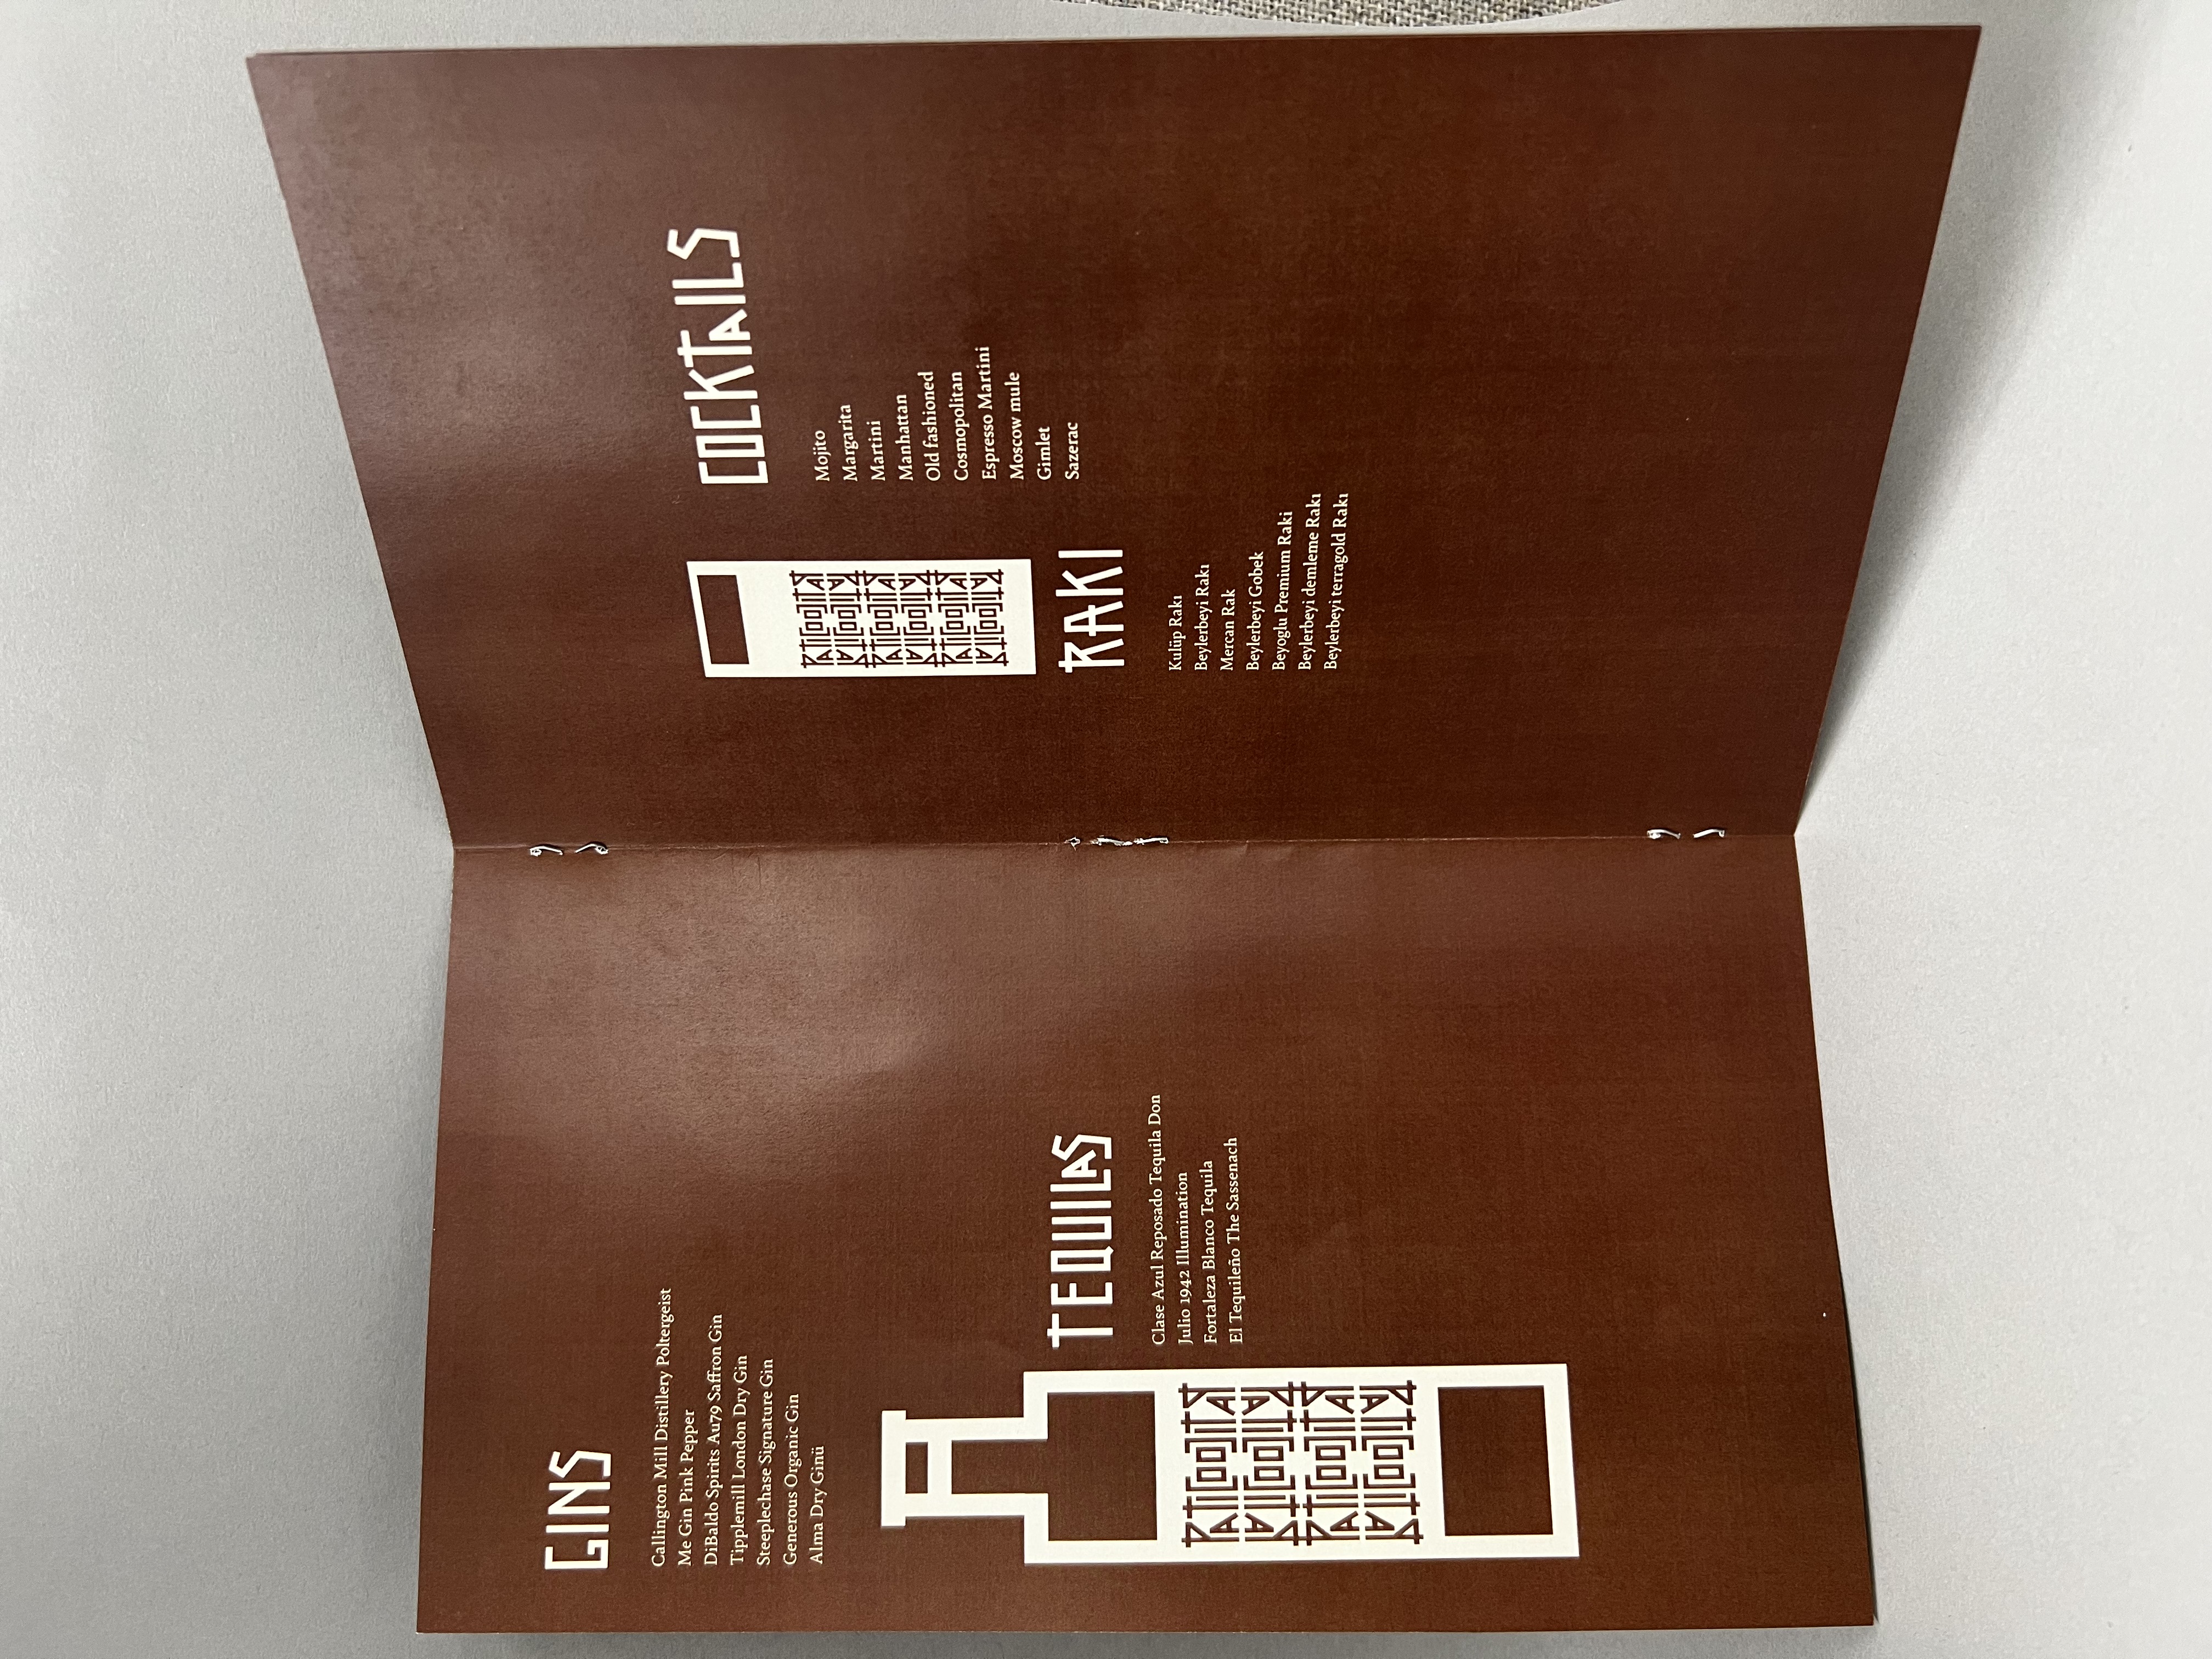 GINS
Callington Mill Distillery Poltergeist
Me Gin Pink Pepper
DiBaldo Spirits Au79 Saffron Gin
Tipplemill London Dry Gin
Steeplechase Signature Gin
Generous Organic Gin
Alma Dry Ginü
TEQUILAS
Clase Azul Reposado Tequila Don
Julio 1942 Illumination
Fortaleza Blanco Tequila
El Tequileño The Sassenach
COCKTAILS
Mojito
Margarita
Martini
Manhattan
Old fashioned
Cosmopolitan
Espresso Martini
Moscow mule
Gimlet
Sazerac
RAKI
Kulüp Rakı
Beylerbeyi Rakı
Mercan Rak
Beylerbeyi Gobek
Beyoglu Premium Raki
Beylerbeyi demleme Rakı
Beylerbeyi terragold Rakı